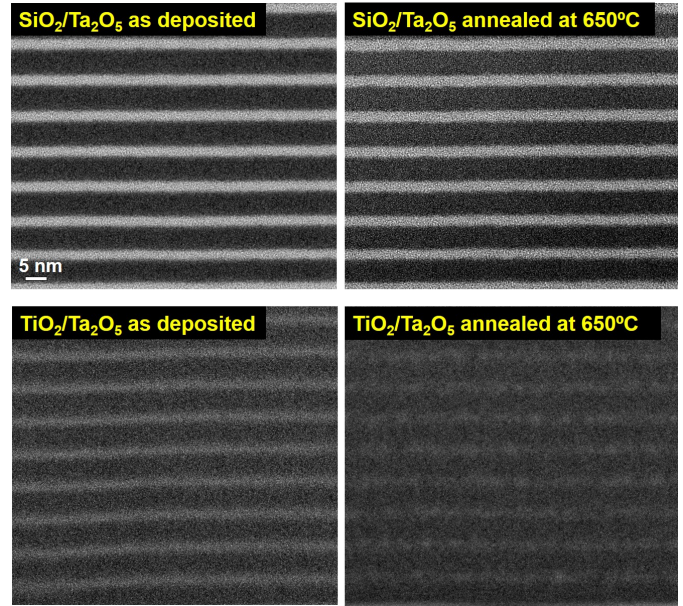 SiO₂/Ta₂O₅ as deposited
SiO₂/Ta₂O₅ annealed at 650ºC
5 nm
TiO₂/Ta₂O₅ as deposited
TiO₂/Ta₂O₅ annealed at 650ºC